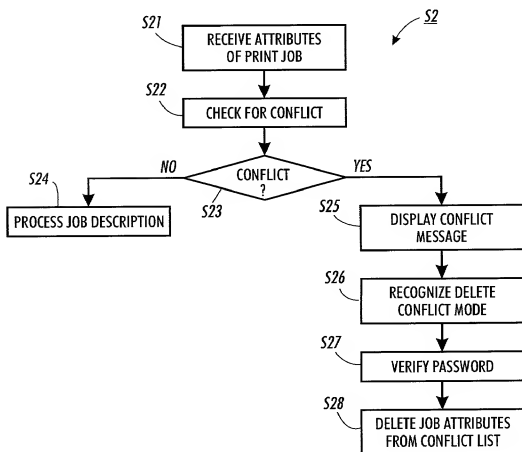 S2
S21
RECEIVE ATTRIBUTES
OF PRINT JOB
S22
CHECK FOR CONFLICT
NO
YES
CONFLICT
?
S23
S24
PROCESS JOB DESCRIPTION
S25
DISPLAY CONFLICT
MESSAGE
S26
RECOGNIZE DELETE
CONFLICT MODE
S27
VERIFY PASSWORD
S28
DELETE JOB ATTRIBUTES
FROM CONFLICT LIST